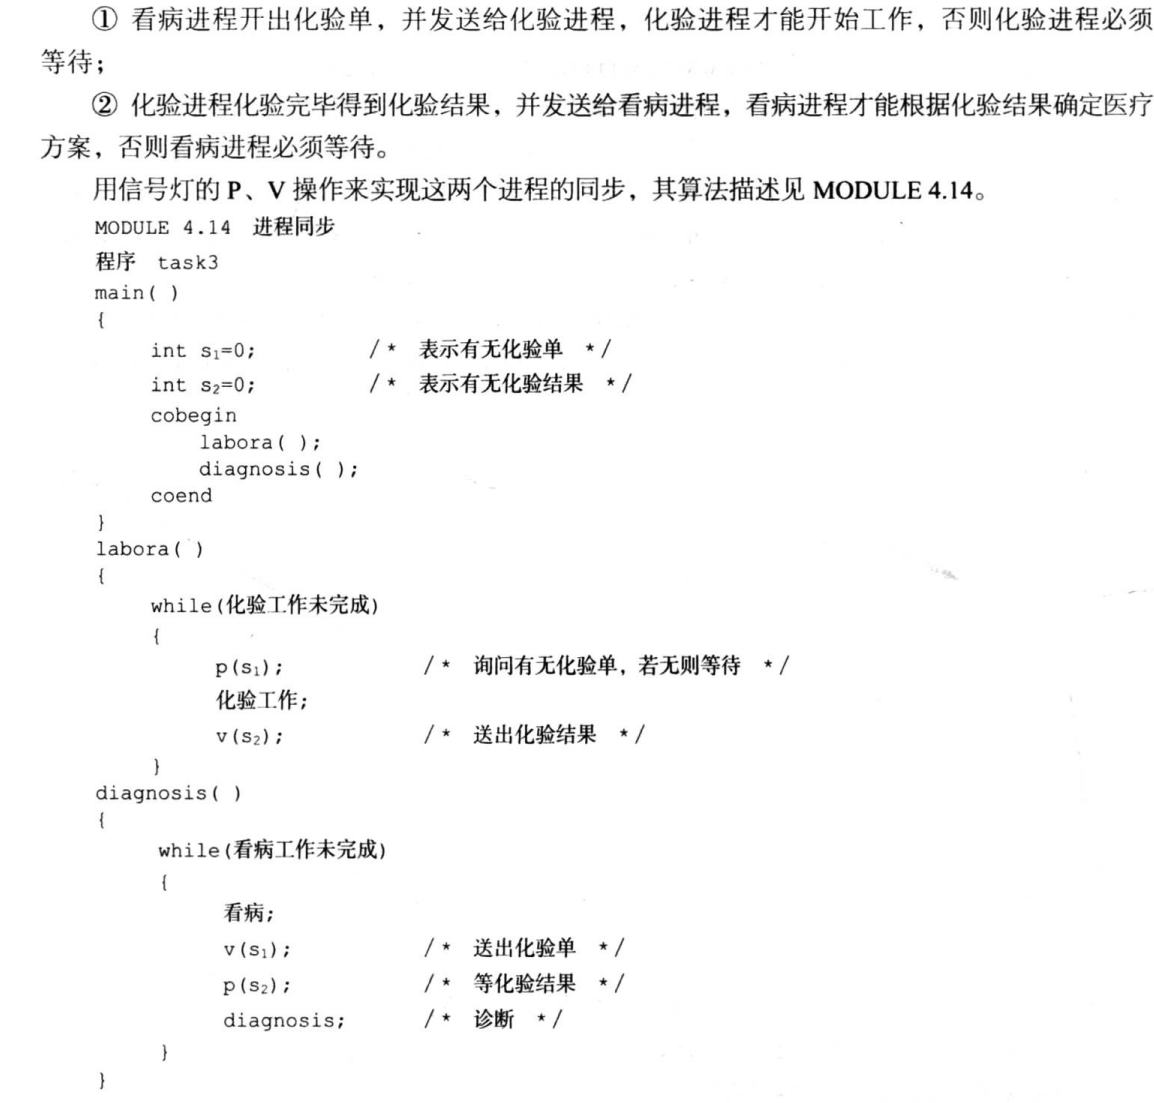 ① 看病进程开出化验单，并发送给化验进程，化验进程才能开始工作，否则化验进程必须
等待；
② 化验进程化验完毕得到化验结果，并发送给看病进程，看病进程才能根据化验结果确定医疗
方案，否则看病进程必须等待。
用信号灯的 P、V 操作来实现这两个进程的同步，其算法描述见 MODULE 4.14。
MODULE 4.14 进程同步
程序 task3
main( )
{
int s₁=0; /* 表示有无化验单 */
int s₂=0; /* 表示有无化验结果 */
cobegin
labora( );
diagnosis( );
coend
}
labora( )
{
while(化验工作未完成)
{
p(s₁); /* 询问有无化验单，若无则等待 */
化验工作;
v(s₂); /* 送出化验结果 */
}
diagnosis( )
{
while(看病工作未完成)
{
看病;
v(s₁); /* 送出化验单 */
p(s₂); /* 等化验结果 */
diagnosis; /* 诊断 */
}
}